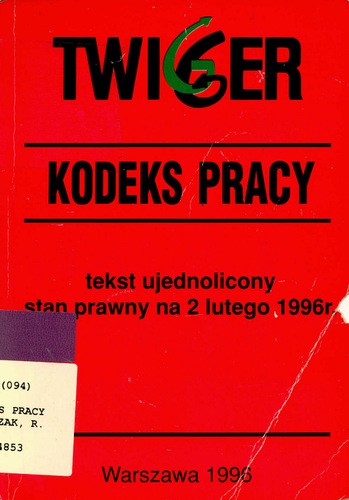 TWIGGER
KODEKS PRACY
tekst ujednolicony
stan prawny na 2 lutego 1996r.
(094)
S PRACY
ZAK, R.
4853
Warszawa 1996